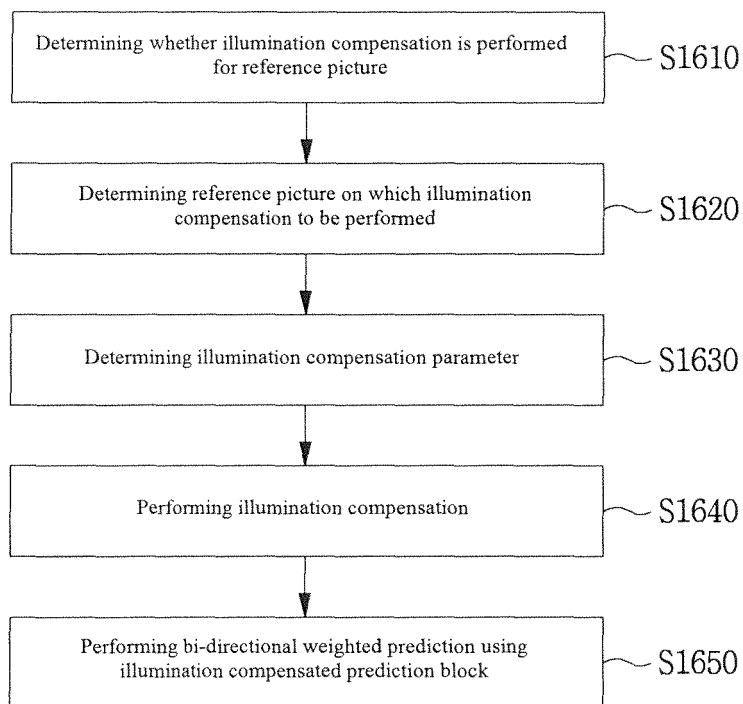 Determining whether illumination compensation is performed
for reference picture
S1610
Determining reference picture on which illumination
compensation to be performed
S1620
Determining illumination compensation parameter
S1630
Performing illumination compensation
S1640
Performing bi-directional weighted prediction using
illumination compensated prediction block
S1650